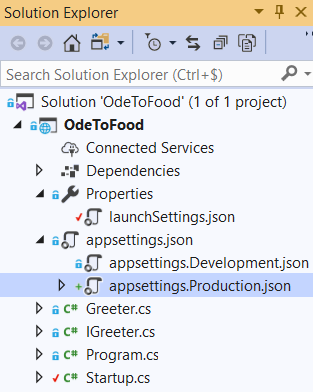 Solution Explorer
Search Solution Explorer (Ctrl+$)
Solution 'OdeToFood' (1 of 1 project)
OdeToFood
Connected Services
Dependencies
Properties
launchSettings.json
appsettings.json
appsettings.Development.json
appsettings.Production.json
C# Greeter.cs
C# IGreeter.cs
C# Program.cs
C# Startup.cs